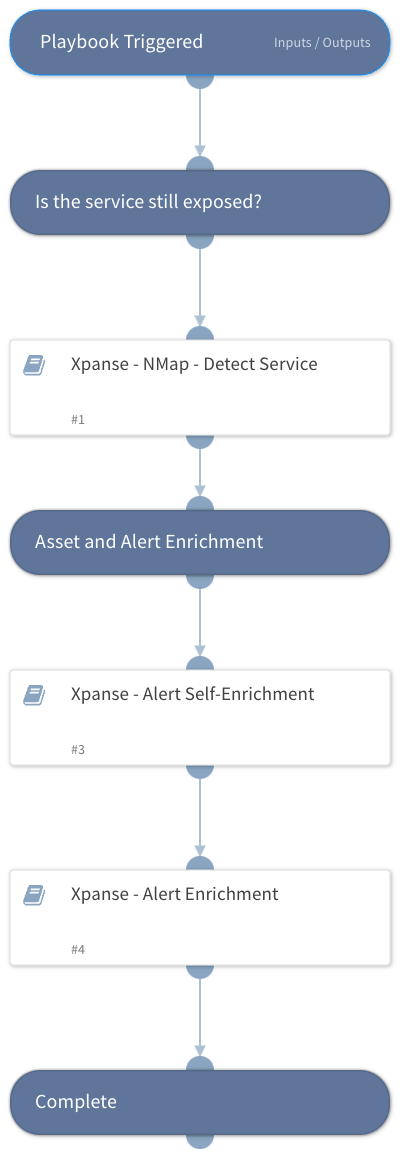 Playbook Triggered
Inputs / Outputs
Is the service still exposed?
Xpanse - NMap - Detect Service
#1
Asset and Alert Enrichment
Xpanse - Alert Self-Enrichment
#3
Xpanse - Alert Enrichment
#4
Complete